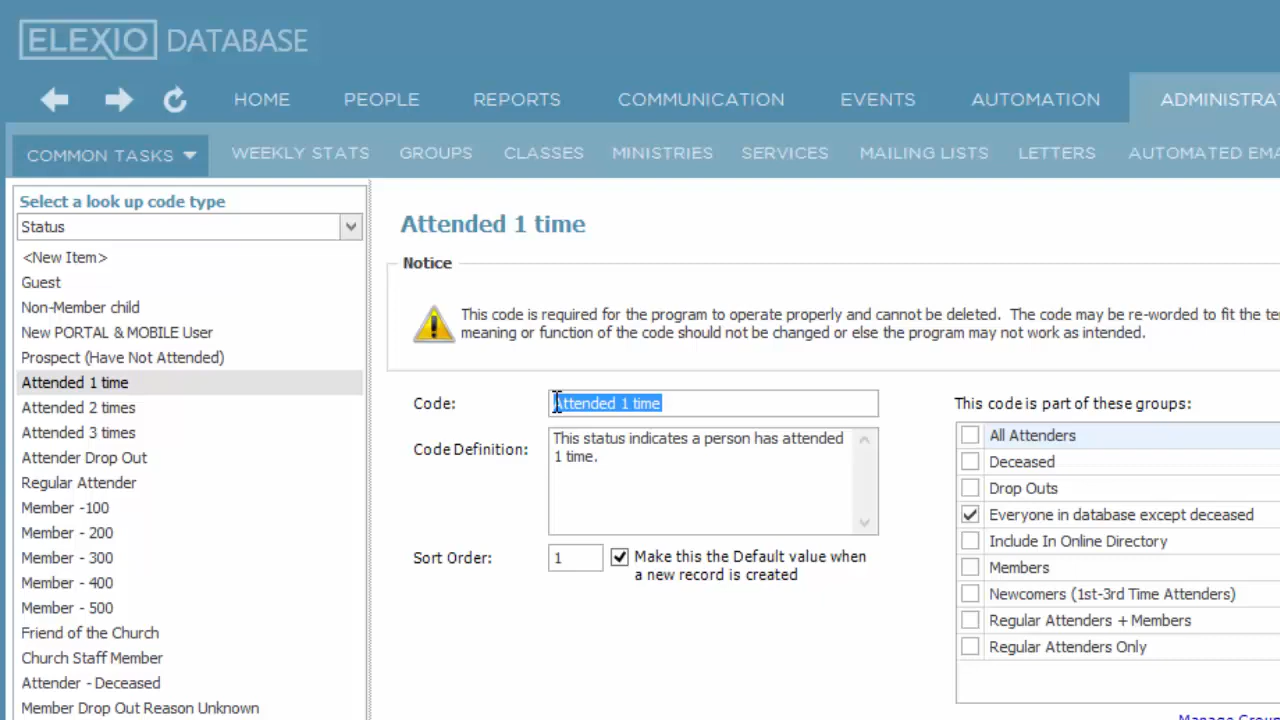 ELEXIO DATABASE
HOME PEOPLE REPORTS COMMUNICATION EVENTS AUTOMATION ADMINISTRA
COMMON TASKS WEEKLY STATS GROUPS CLASSES MINISTRIES SERVICES MAILING LISTS LETTERS AUTOMATED EMA
Select a look up code type
Status
<New Item>
Guest
Non-Member child
New PORTAL & MOBILE User
Prospect (Have Not Attended)
Attended 1 time
Attended 2 times
Attended 3 times
Attender Drop Out
Regular Attender
Member -100
Member - 200
Member - 300
Member - 400
Member - 500
Friend of the Church
Church Staff Member
Attender - Deceased
Member Drop Out Reason Unknown
Attended 1 time
Notice
This code is required for the program to operate properly and cannot be deleted. The code may be re-worded to fit the te
meaning or function of the code should not be changed or else the program may not work as intended.
Code: Attended 1 time
Code Definition: This status indicates a person has attended
1 time.
Sort Order: 1 Make this the Default value when
a new record is created
This code is part of these groups:
All Attenders
Deceased
Drop Outs
Everyone in database except deceased
Include In Online Directory
Members
Newcomers (1st-3rd Time Attenders)
Regular Attenders + Members
Regular Attenders Only
Manage Group